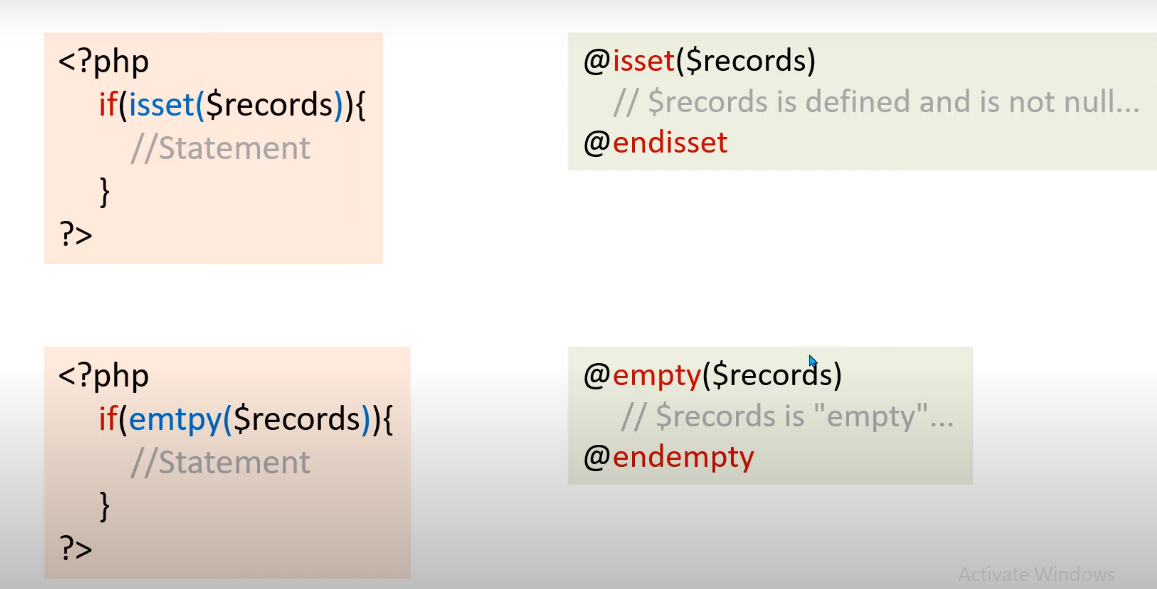 <?php
if(isset($records)){
//Statement
}
?>
@isset($records)
// $records is defined and is not null...
@endisset
<?php
if(emtpy($records)){
//Statement
}
?>
@empty($records)
// $records is "empty"...
@endempty
Activate Windows